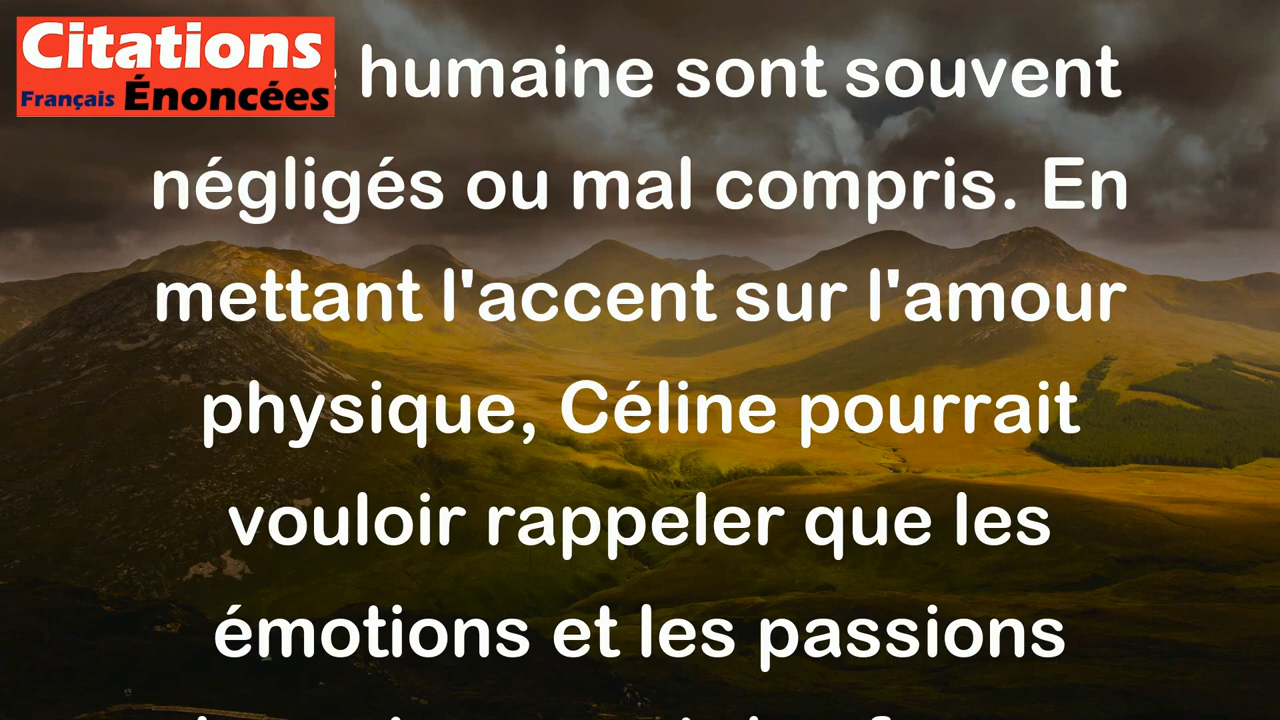 Citations
Français Énoncées
humaine sont souvent
négligés ou mal compris. En
mettant l'accent sur l'amour
physique, Céline pourrait
vouloir rappeler que les
émotions et les passions